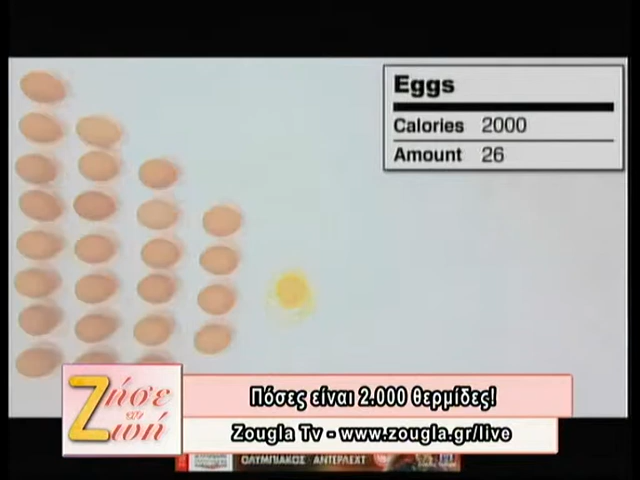 Eggs
Calories 2000
Amount 26
Ζήσε
τη
Ζωή
Πόσες είναι 2.000 θερμίδες!
Zougla Tv - www.zougla.gr/live
ΟΛΥΜΠΙΑΚΟΣ - ΑΝΤΕΡΛΕΧΤ